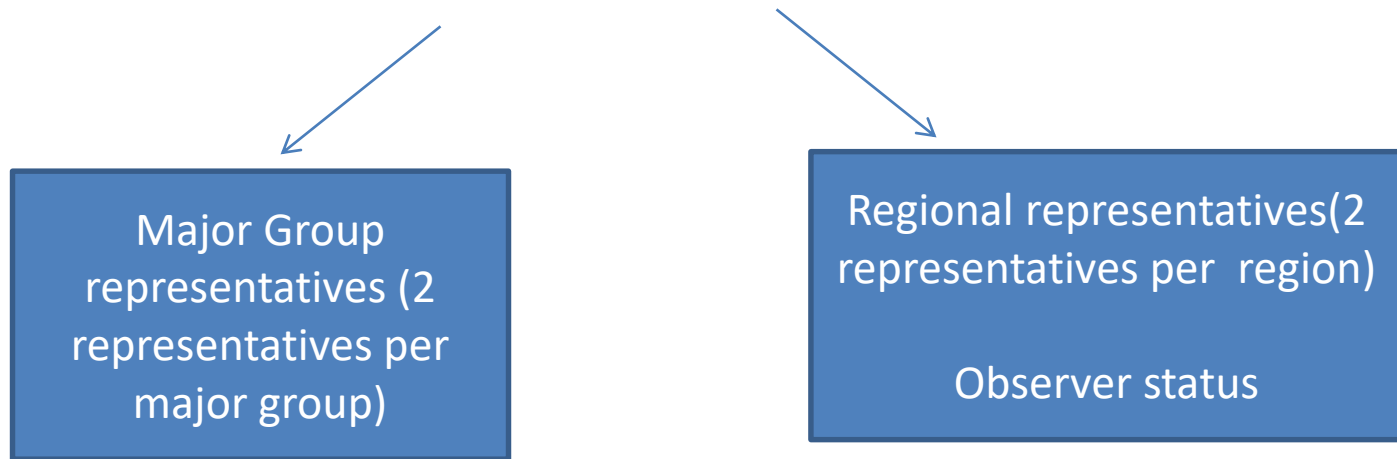 Major Group
representatives (2
representatives per
major group)
Regional representatives(2
representatives per  region)
Observer status